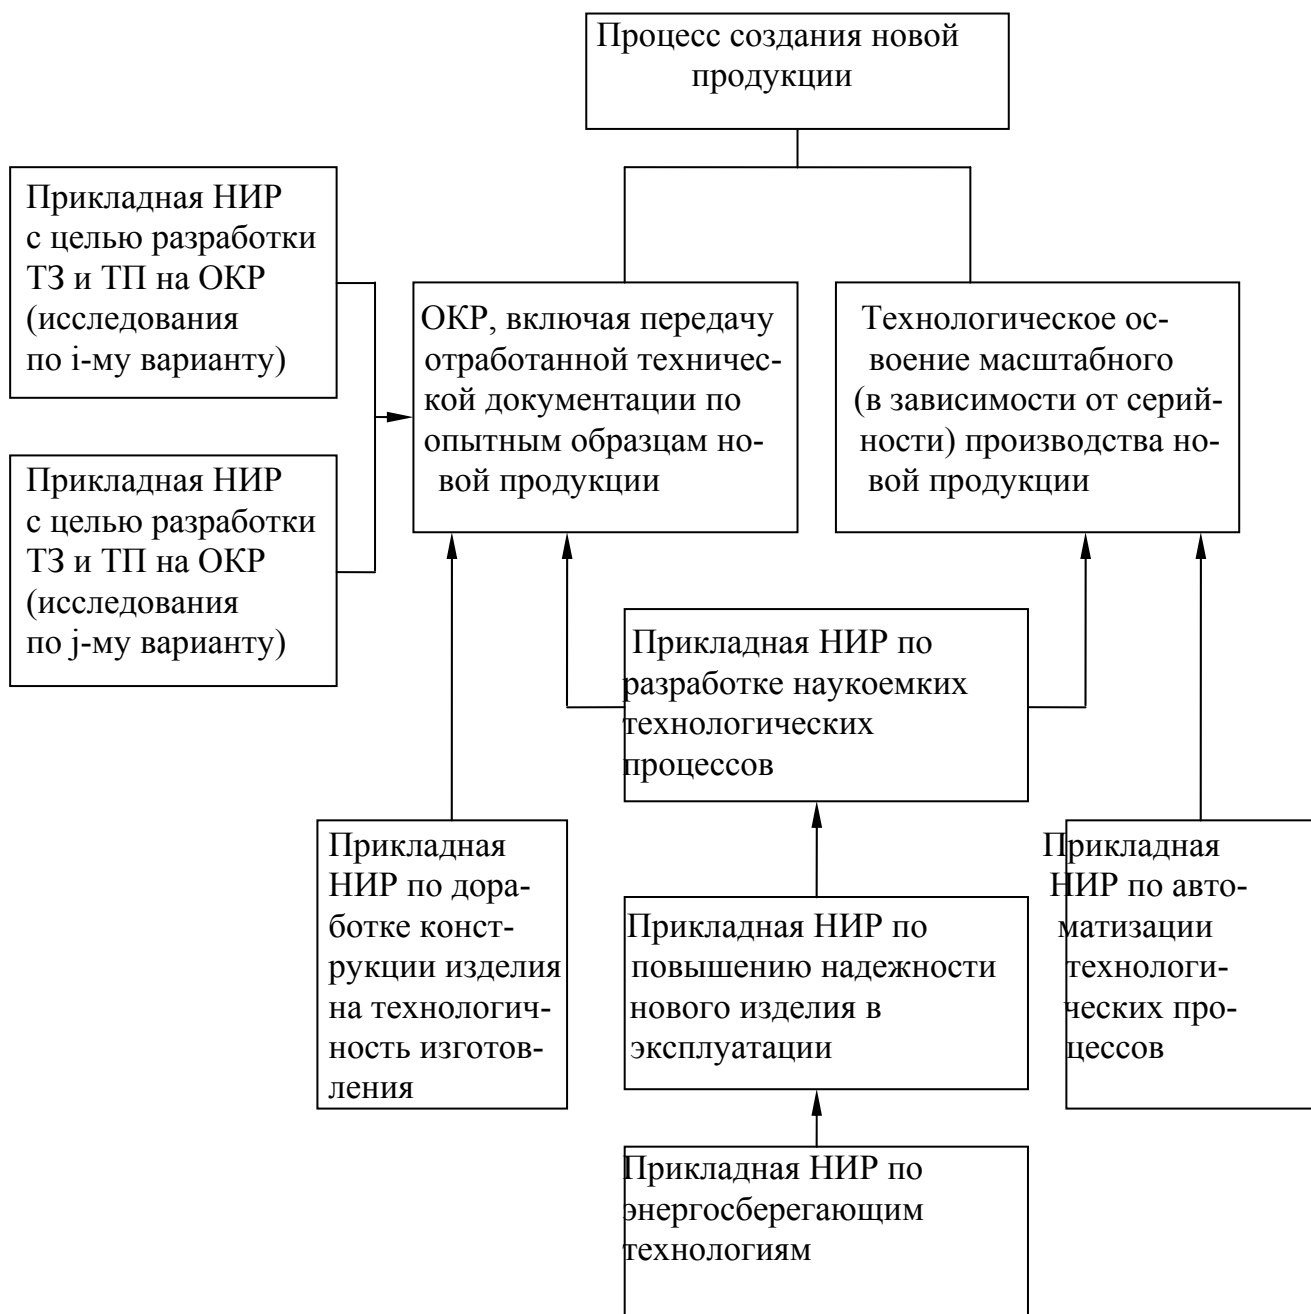 Процесс создания новой
продукции
Прикладная НИР
с целью разработки
ТЗ и ТП на ОКР
(исследования
по i-му варианту)
ОКР, включая передачу
отработанной техничес-
кой документации по
опытным образцам но-
вой продукции
Технологическое ос-
воение масштабного
(в зависимости от серий-
ности) производства но-
вой продукции
Прикладная НИР
с целью разработки
ТЗ и ТП на ОКР
(исследования
по j-му варианту)
Прикладная НИР по
разработке наукоемких
технологических
процессов
Прикладная
НИР по дора-
ботке конст-
рукции изделия
на технологич-
ность изготов-
ления
Прикладная НИР по
повышению надежности
нового изделия в
эксплуатации
Прикладная
НИР по авто-
матизации
технологи-
ческих про-
цессов
Прикладная НИР по
энергосберегающим
технологиям